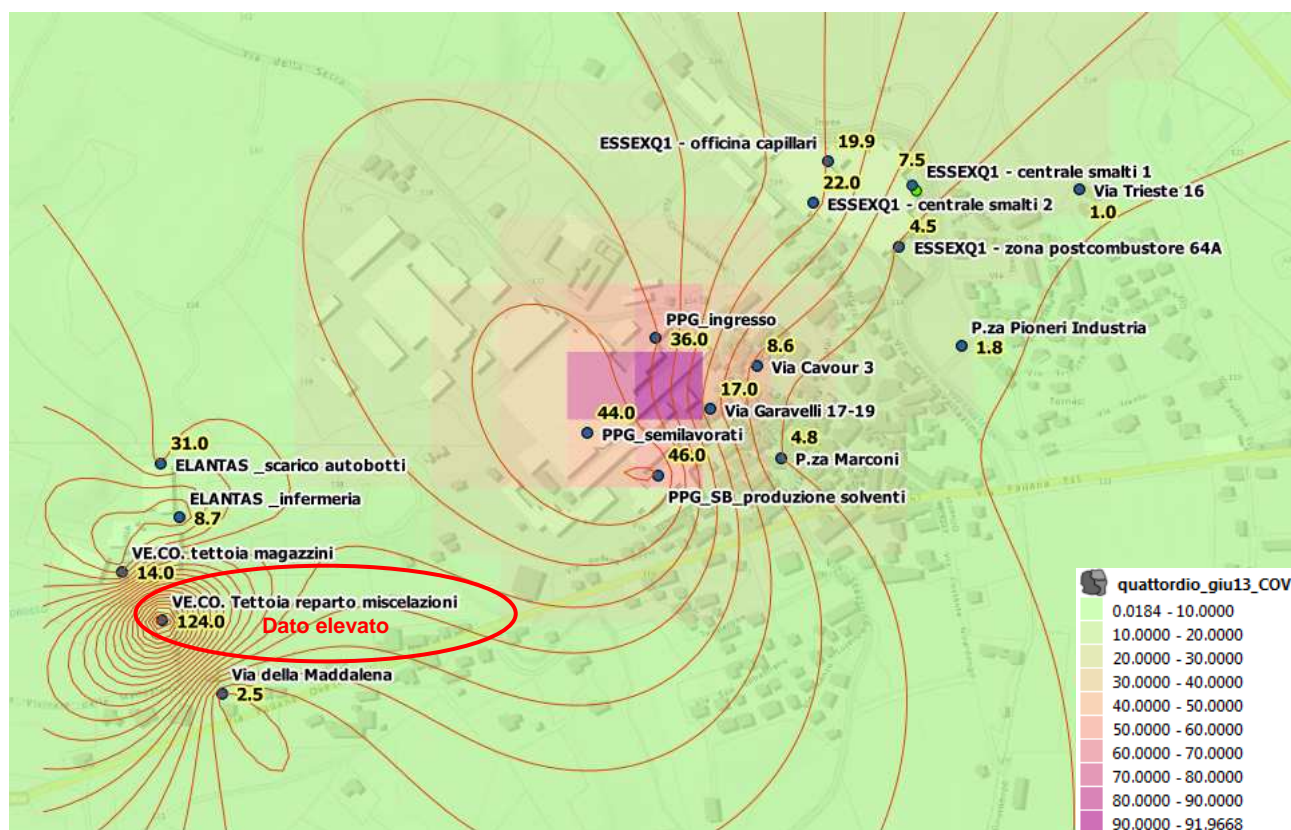 Via della Secca
ESSEXQ1 - officina capillari
19.9
7.5
ESSEXQ1 - centrale smalti 1
22.0
Via Trieste 16
1.0
ESSEXQ1 - centrale smalti 2
4.5
ESSEXQ1 - zona postcombustore 64A
PPG_ingresso
36.0
P.za Pioneri Industria
1.8
8.6
Via Cavour 3
17.0
Via Garavelli 17-19
44.0
PPG_semilavorati
4.8
P.za Marconi
46.0
PPG_SB_produzione solventi
31.0
ELANTAS _scarico autobotti
ELANTAS _infermeria
8.7
VE.CO. tettoia magazzini
14.0
VE.CO. Tettoia reparto miscelazioni
124.0
Dato elevato
Via della Maddalena
2.5
quattordio_giu13_COV
0.0184 - 10.0000
10.0000 - 20.0000
20.0000 - 30.0000
30.0000 - 40.0000
40.0000 - 50.0000
50.0000 - 60.0000
60.0000 - 70.0000
70.0000 - 80.0000
80.0000 - 90.0000
90.0000 - 91.9668